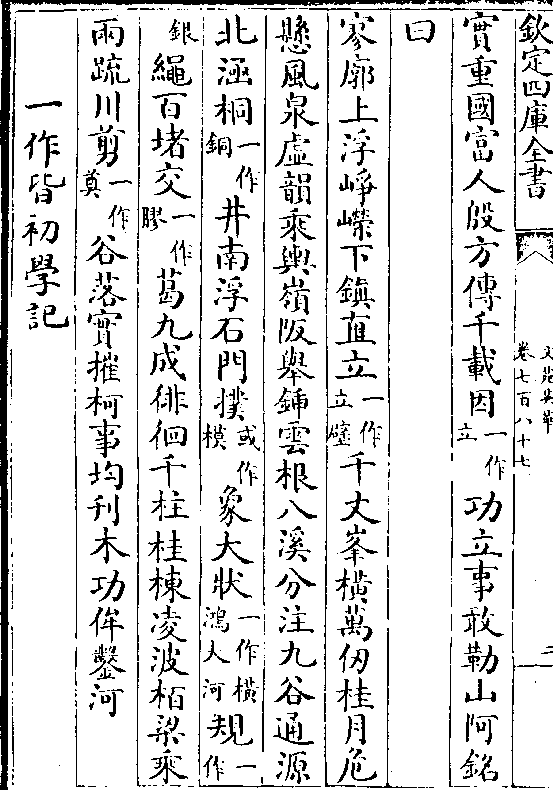 欽定四庫全書
文苑英華
卷七百八十七
二
實重國富人殷方傳千載因一作立功立事敢勒山阿銘
曰
寥廓上浮崢嶸下鎮直立一作立壁千丈峯橫萬仞桂月危
懸風泉虛韻乘輿嶺阪舉鍤雲根八溪分注九谷通源
北涵桐一作銅井南浮石門撲或作模象大狀一作橫鴻大河規一作
銀繩百堵交一作膠葛九成徘徊千柱桂棟凌波栢梁乘
雨疏川剪一作奠谷落實摧柯事均刋木功侔鑿河
一作皆初學記